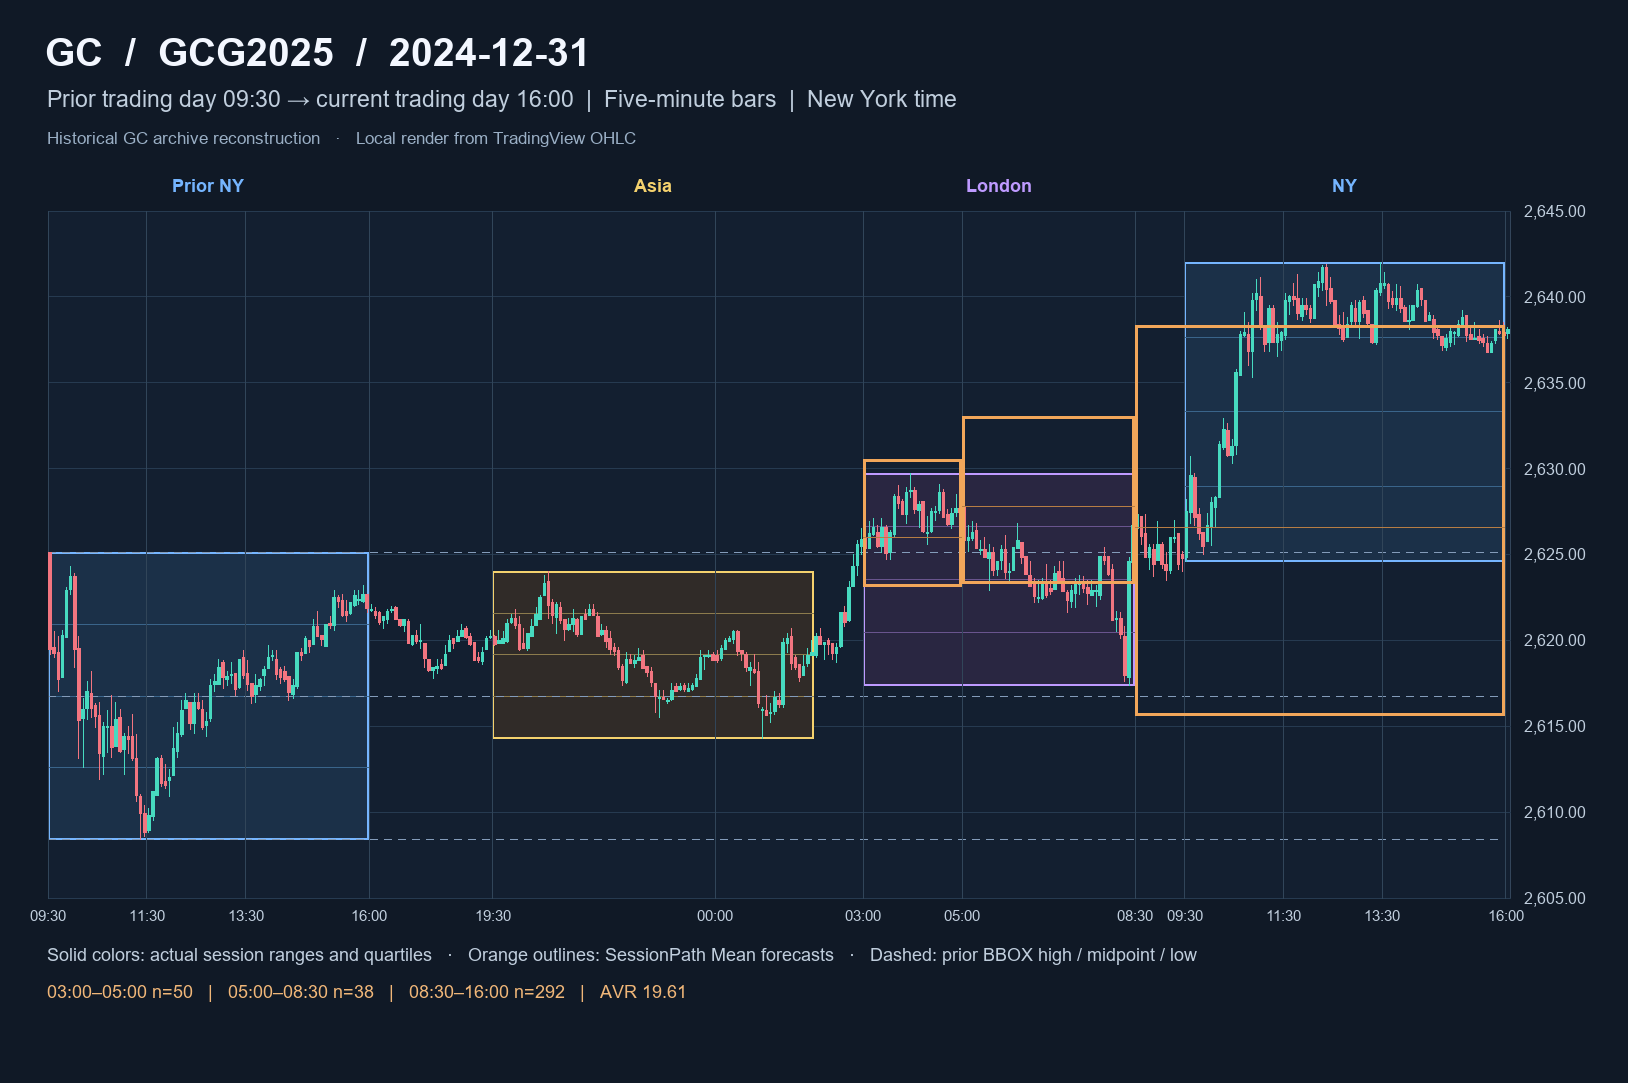 GC / GCG2025 / 2024-12-31
Prior trading day 09:30 → current trading day 16:00 | Five-minute bars | New York time
Historical GC archive reconstruction · Local render from TradingView OHLC
Prior NY Asia London NY
2,645.00
2,640.00
2,635.00
2,630.00
2,625.00
2,620.00
2,615.00
2,610.00
2,605.00
09:30 11:30 13:30 16:00 19:30 00:00 03:00 05:00 08:30 09:30 11:30 13:30 16:00
Solid colors: actual session ranges and quartiles · Orange outlines: SessionPath Mean forecasts · Dashed: prior BBOX high / midpoint / low
03:00–05:00 n=50 | 05:00–08:30 n=38 | 08:30–16:00 n=292 | AVR 19.61